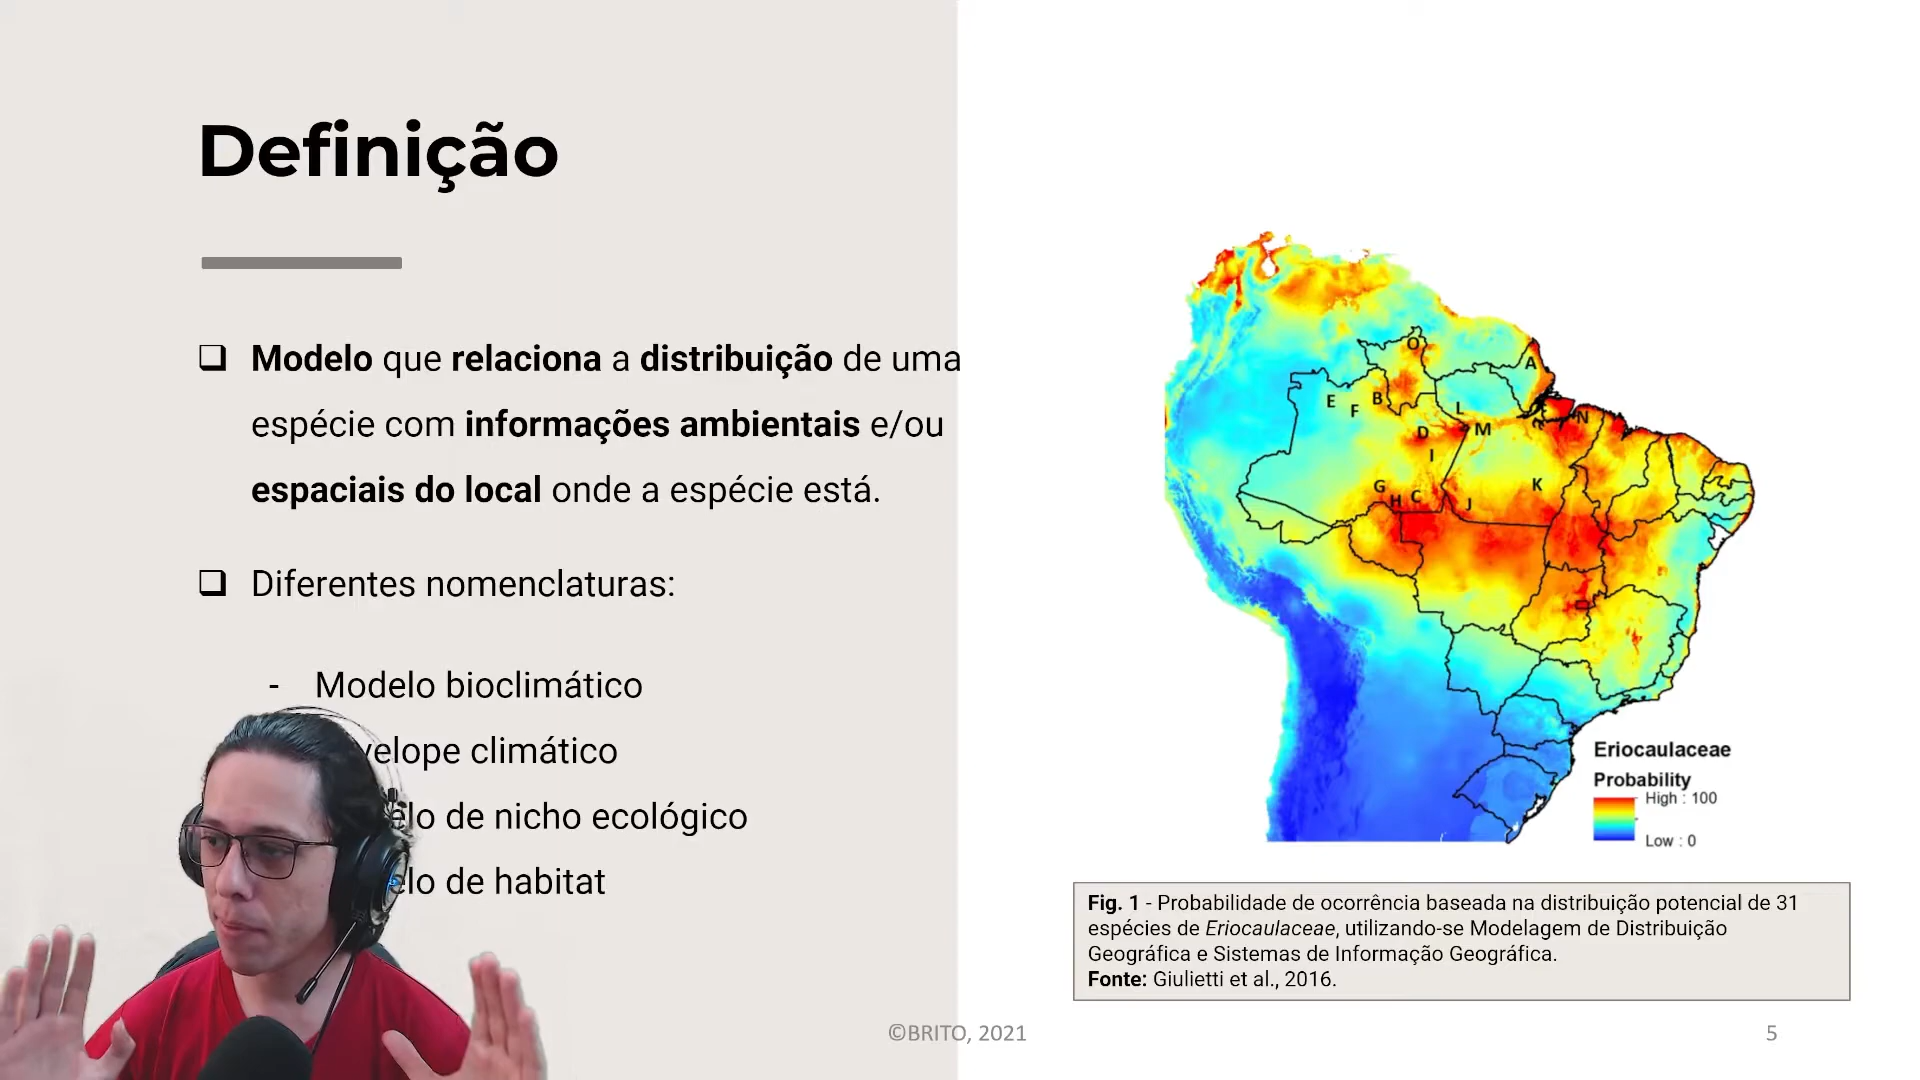 Definição
❑ Modelo que relaciona a distribuição de uma
espécie com informações ambientais e/ou
espaciais do local onde a espécie está.
❑ Diferentes nomenclaturas:
- Modelo bioclimático
climático
de nicho ecológico
de habitat
O
A
E
F
B
L
N
D
M
I
G
H
C
J
K
Eriocaulaceae
Probability
High : 100
Low : 0
Fig. 1 - Probabilidade de ocorrência baseada na distribuição potencial de 31
espécies de Eriocaulaceae, utilizando-se Modelagem de Distribuição
Geográfica e Sistemas de Informação Geográfica.
Fonte: Giulietti et al., 2016.
©BRITO, 2021
5